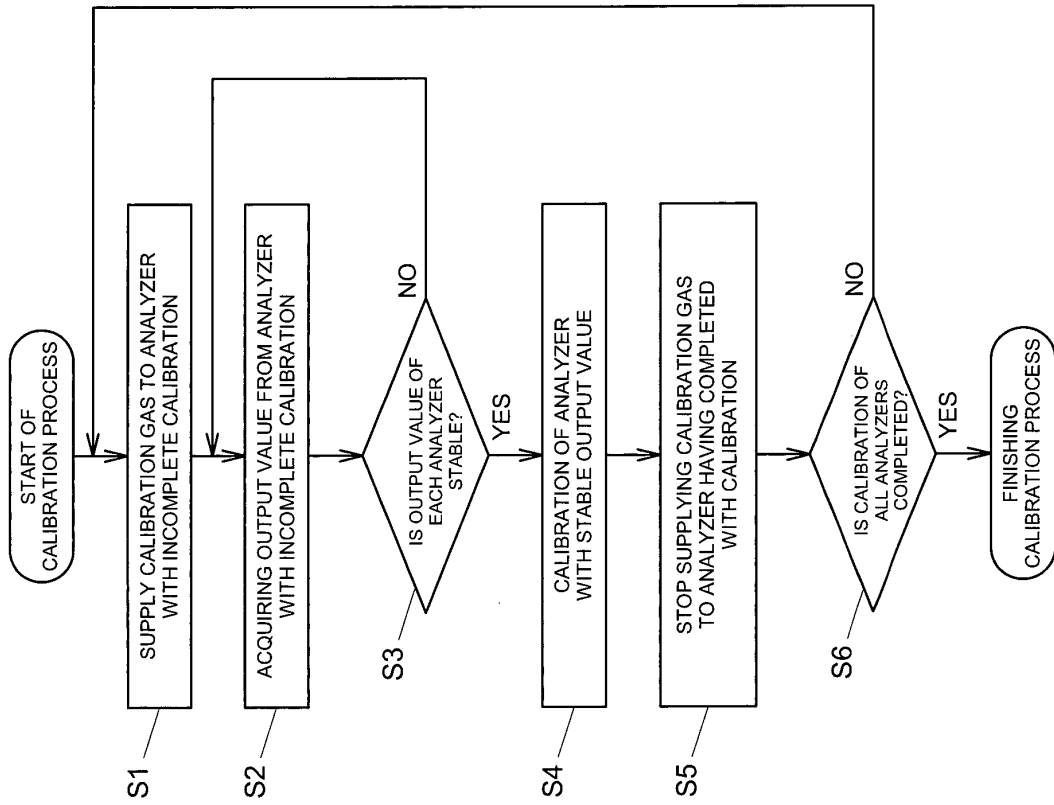 START OF
CALIBRATION PROCESS
S1
SUPPLY CALIBRATION GAS TO ANALYZER
WITH INCOMPLETE CALIBRATION
S2
ACQUIRING OUTPUT VALUE FROM ANALYZER
WITH INCOMPLETE CALIBRATION
S3
IS OUTPUT VALUE OF
EACH ANALYZER
STABLE?
NO
YES
S4
CALIBRATION OF ANALYZER
WITH STABLE OUTPUT VALUE
S5
STOP SUPPLYING CALIBRATION GAS
TO ANALYZER HAVING COMPLETED
WITH CALIBRATION
S6
IS CALIBRATION OF
ALL ANALYZERS
COMPLETED?
NO
YES
FINISHING
CALIBRATION PROCESS